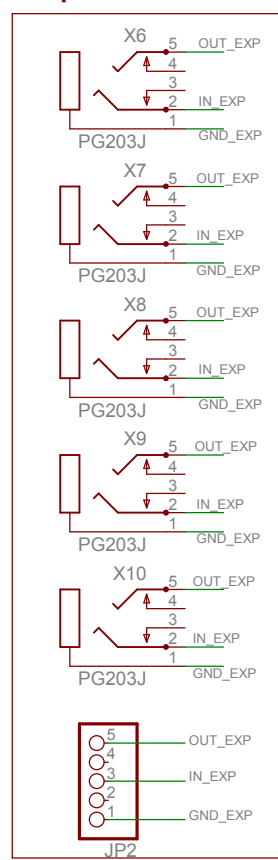 X6
5 OUT_EXP
4
3
2 IN_EXP
1 GND_EXP
PG203J
X7
5 OUT_EXP
4
3
2 IN_EXP
1 GND_EXP
PG203J
X8
5 OUT_EXP
4
3
2 IN_EXP
1 GND_EXP
PG203J
X9
5 OUT_EXP
4
3
2 IN_EXP
1 GND_EXP
PG203J
X10
5 OUT_EXP
4
3
2 IN_EXP
1 GND_EXP
PG203J
5 OUT_EXP
4
3 IN_EXP
2
1 GND_EXP
JP2